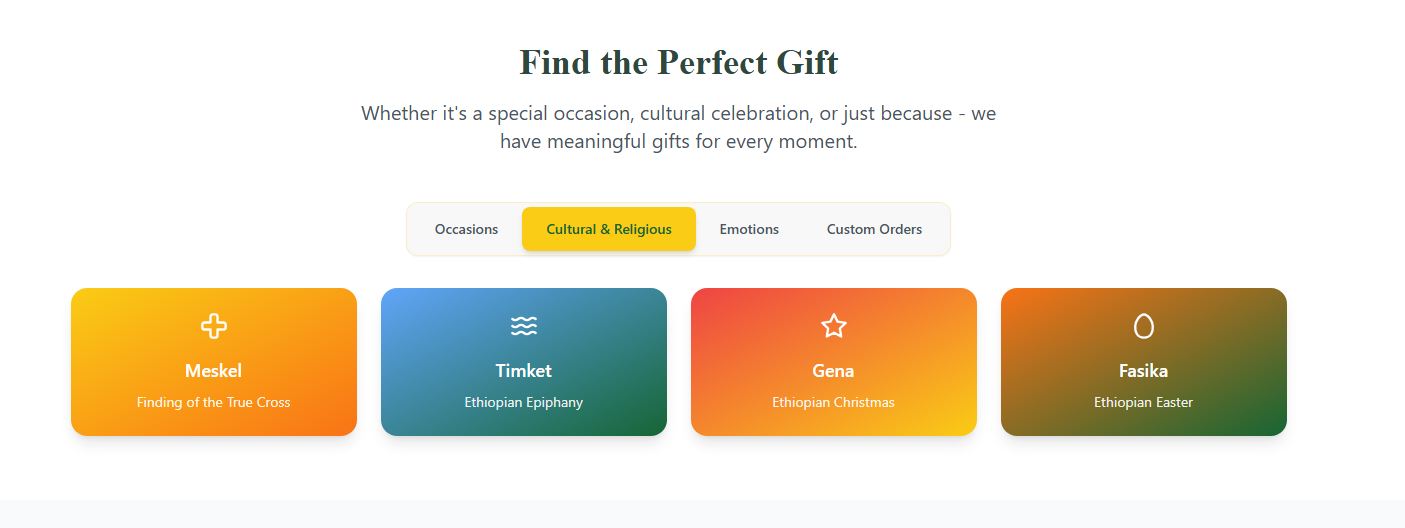 Find the Perfect Gift
Whether it's a special occasion, cultural celebration, or just because - we
have meaningful gifts for every moment.
Occasions
Cultural & Religious
Emotions
Custom Orders
Meskel
Finding of the True Cross
Timket
Ethiopian Epiphany
Gena
Ethiopian Christmas
Fasika
Ethiopian Easter